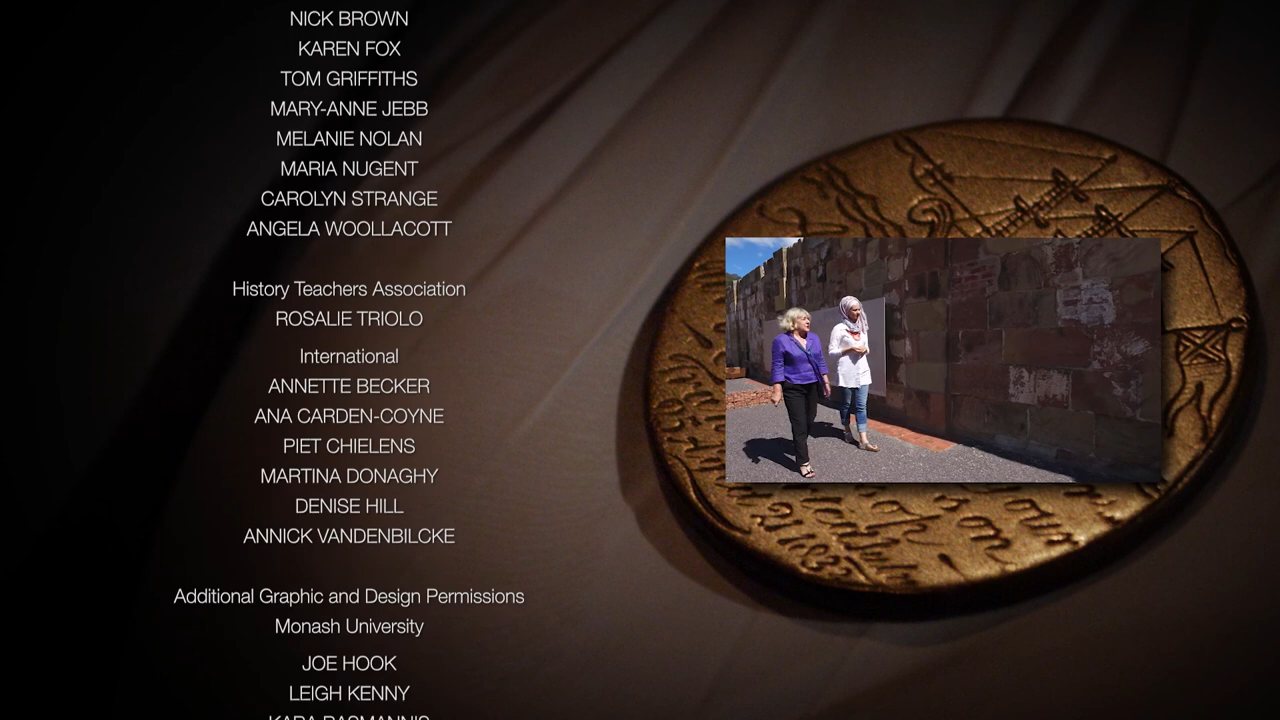 NICK BROWN
KAREN FOX
TOM GRIFFITHS
MARY-ANNE JEBB
MELANIE NOLAN
MARIA NUGENT
CAROLYN STRANGE
ANGELA WOOLLACOTT
History Teachers Association
ROSALIE TRIOLO
International
ANNETTE BECKER
ANA CARDEN-COYNE
PIET CHIELENS
MARTINA DONAGHY
DENISE HILL
ANNICK VANDENBILCKE
Additional Graphic and Design Permissions
Monash University
JOE HOOK
LEIGH KENNY